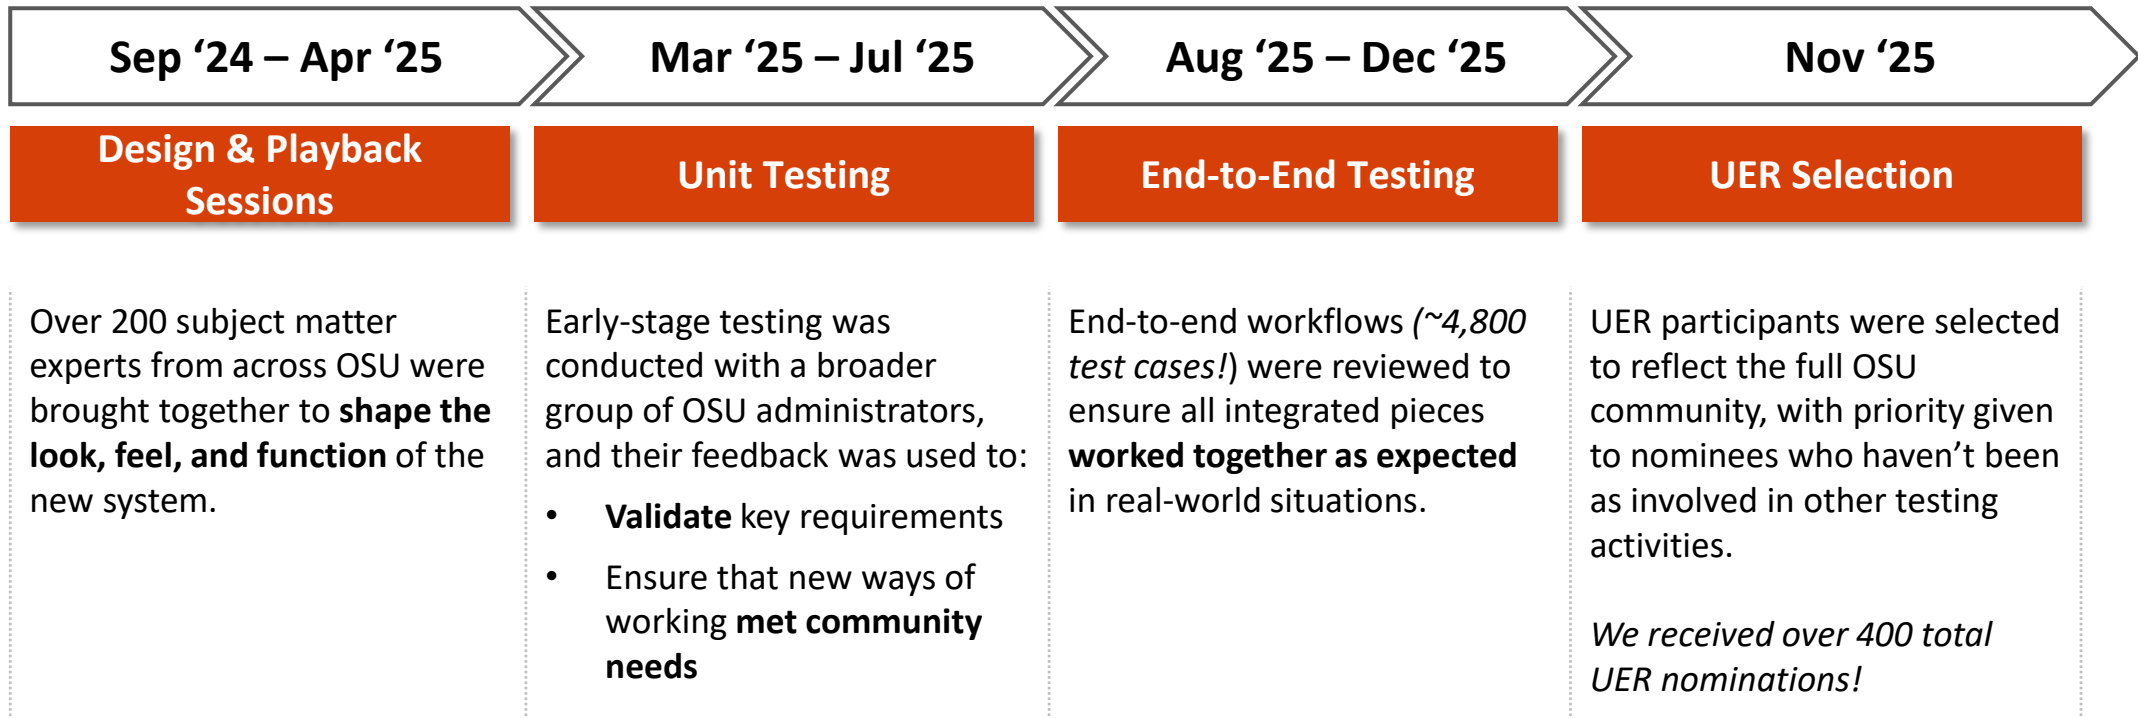 Sep ‘24 – Apr ‘25
Mar ‘25 – Jul ‘25
Aug ‘25 – Dec ‘25
Nov ‘25
Design & Playback
Sessions
Unit Testing
End-to-End Testing
UER Selection
Over 200 subject matter
experts from across OSU were
brought together to shape the
look, feel, and function of the
new system.
Early-stage testing was
conducted with a broader
group of OSU administrators,
and their feedback was used to:
• Validate key requirements
• Ensure that new ways of
working met community
needs
End-to-end workflows (~4,800
test cases!) were reviewed to
ensure all integrated pieces
worked together as expected
in real-world situations.
UER participants were selected
to reflect the full OSU
community, with priority given
to nominees who haven’t been
as involved in other testing
activities.
We received over 400 total
UER nominations!